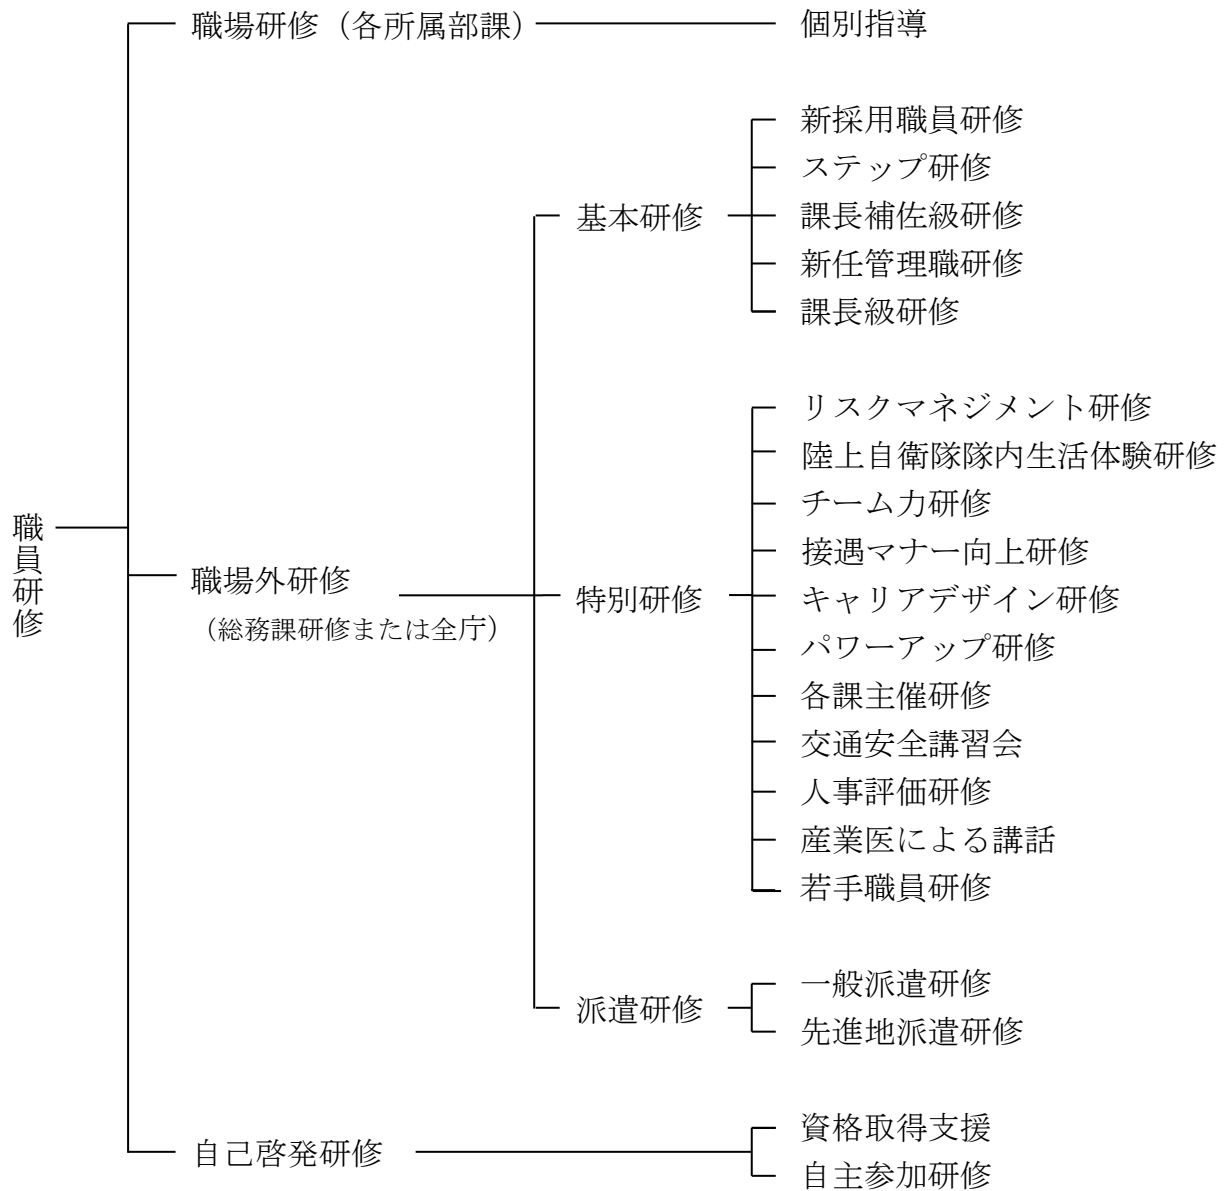 職員研修
職場研修（各所属部課）
個別指導
職場外研修
（総務課研修または全庁）
基本研修
新採用職員研修
ステップ研修
課長補佐級研修
新任管理職研修
課長級研修
特別研修
リスクマネジメント研修
陸上自衛隊隊内生活体験研修
チーム力研修
接遇マナー向上研修
キャリアデザイン研修
パワーアップ研修
各課主催研修
交通安全講習会
人事評価研修
産業医による講話
若手職員研修
派遣研修
一般派遣研修
先進地派遣研修
自己啓発研修
資格取得支援
自主参加研修